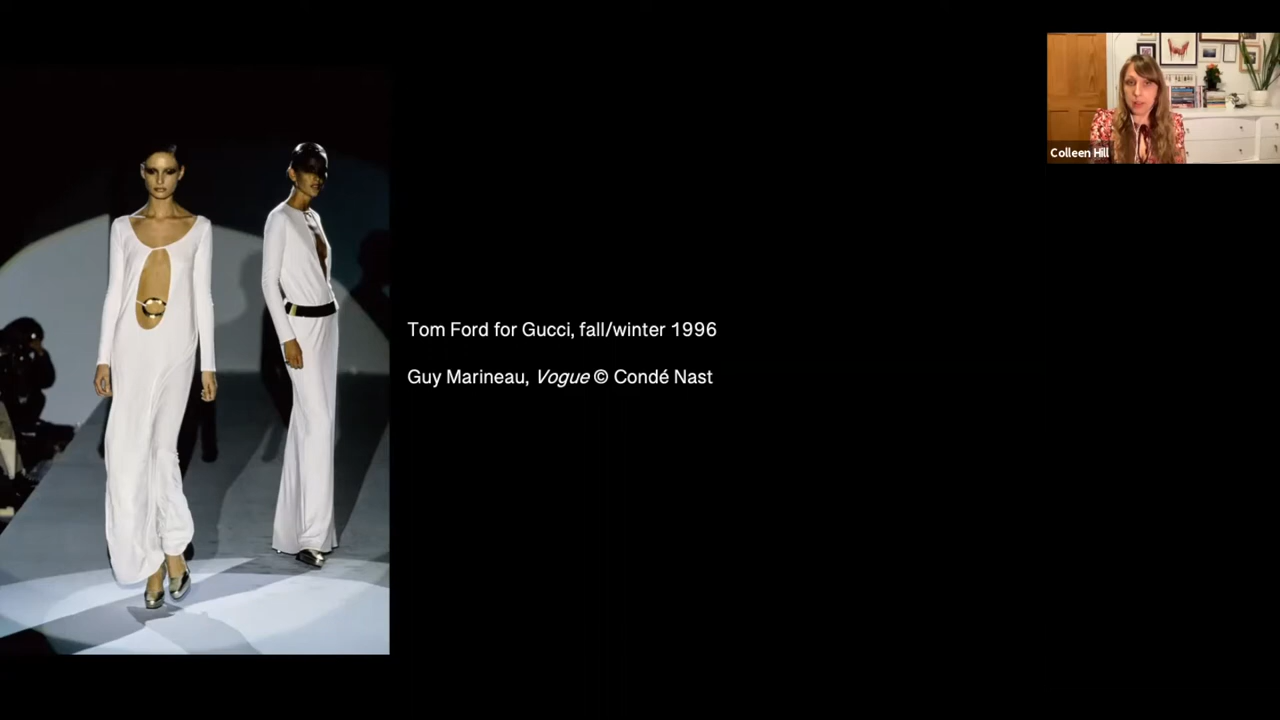 Colleen Hill
Tom Ford for Gucci, fall/winter 1996
Guy Marineau, Vogue © Condé Nast